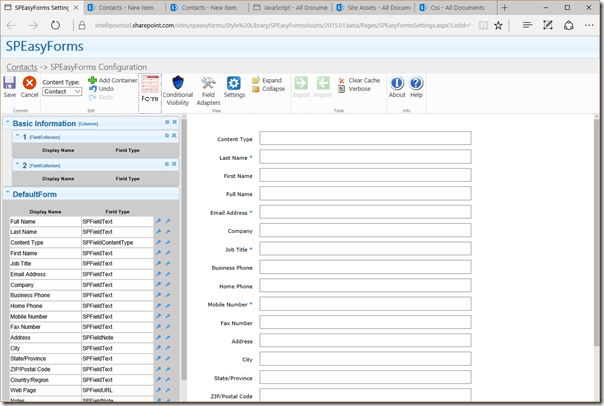 SPEasyForms Settin
Contacts - New Item
Contacts - New Item
JavaScript - All Docume
Site Assets - All Docum
Css - All Documents
intellipointsol.sharepoint.com/sites/speasyforms/Style%20Library/SPEasyFormsAssets/2015.01.beta/Pages/SPEasyFormsSettings.aspx?ListId=
SPEasyForms
Contacts -> SPEasyForms Configuration
Save
Cancel
Content Type:
Contact
Add Container
Undo
Redo
Form
Conditional Visibility
Field Adapters
Settings
Expand
Collapse
Export
Import
Clear Cache
Verbose
About
Help
Commit
Edit
View
Tools
Info
Basic Information [Columns]
1 [FieldCollection]
Display Name Field Type
2 [FieldCollection]
Display Name Field Type
DefaultForm
Display Name Field Type
Full Name SPFieldText
Last Name SPFieldText
Content Type SPFieldContentType
First Name SPFieldText
Job Title SPFieldText
Email Address SPFieldText
Company SPFieldText
Business Phone SPFieldText
Home Phone SPFieldText
Mobile Number SPFieldText
Fax Number SPFieldText
Address SPFieldNote
City SPFieldText
State/Province SPFieldText
ZIP/Postal Code SPFieldText
Country/Region SPFieldText
Web Page SPFieldURL
Notes SPFieldNote
Content Type
Last Name *
First Name
Full Name
Email Address *
Company
Job Title *
Business Phone
Home Phone
Mobile Number *
Fax Number
Address
City
State/Province
ZIP/Postal Code